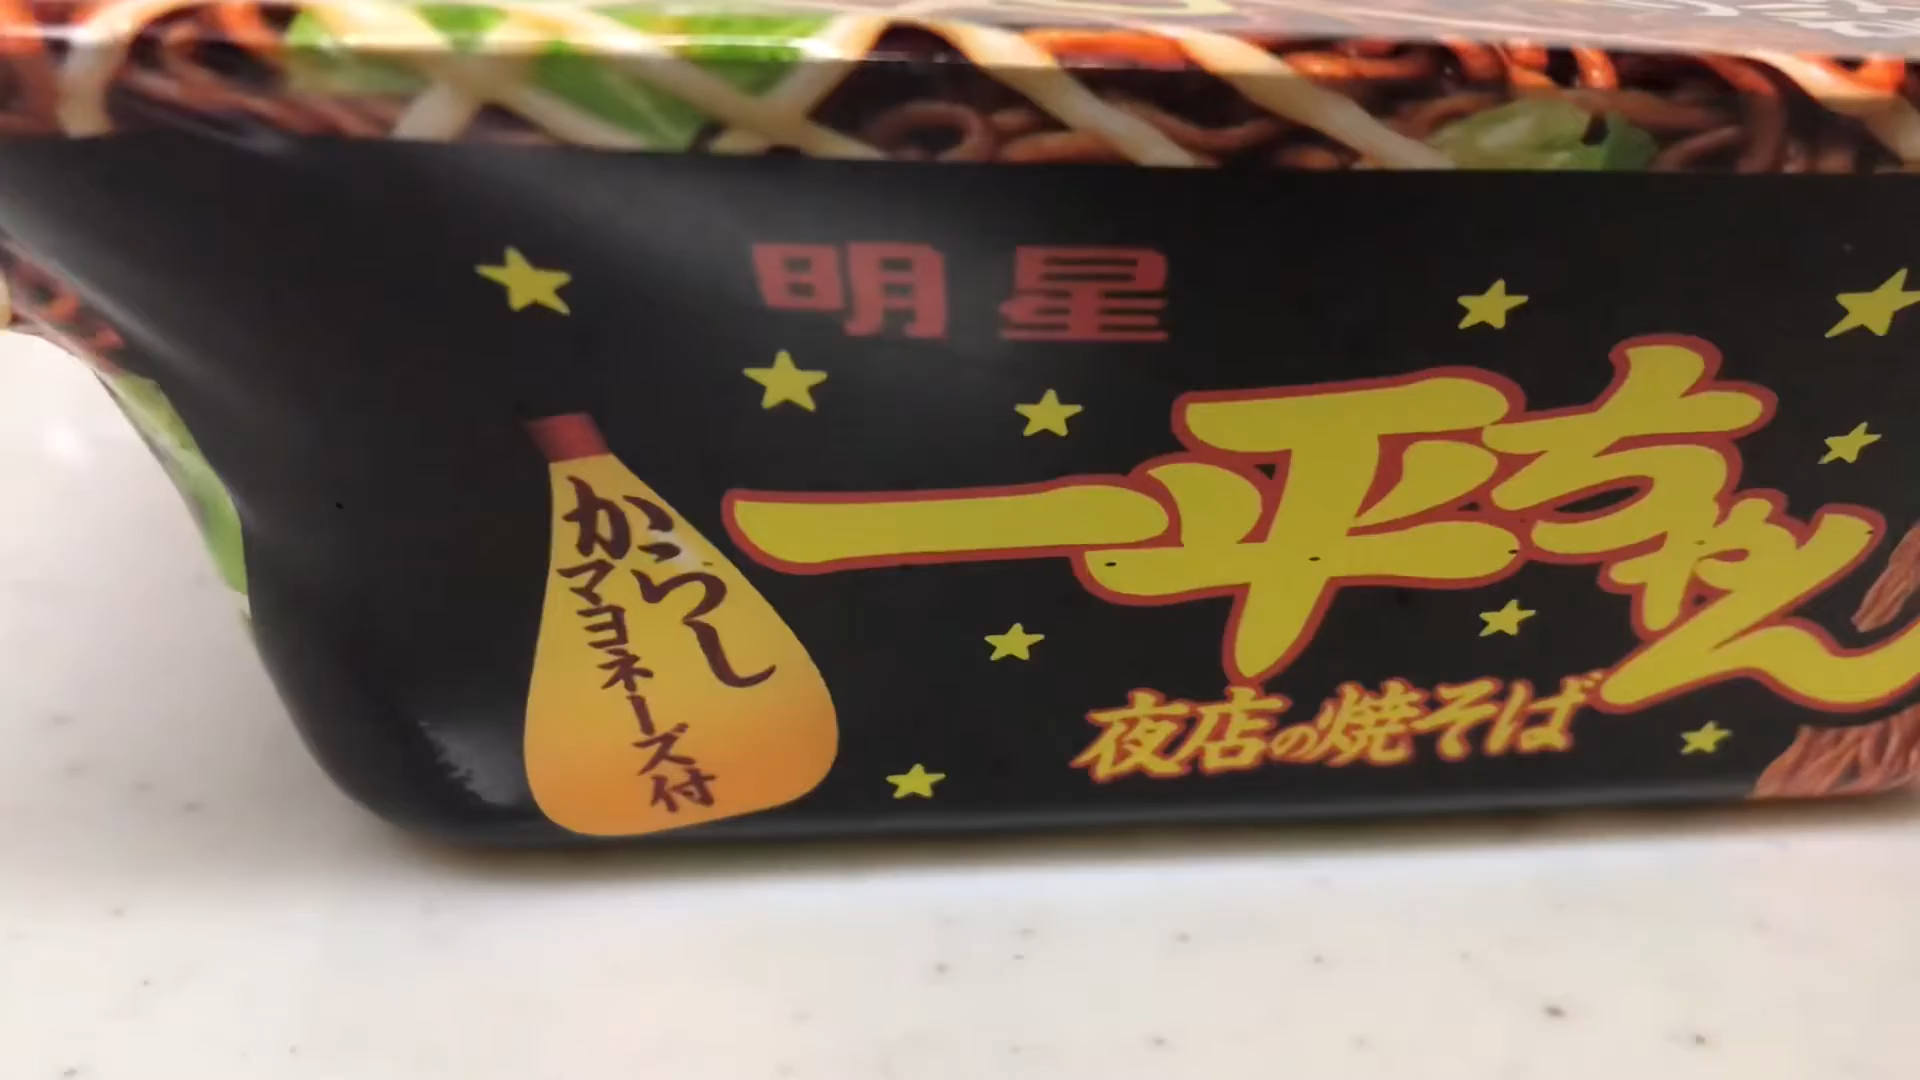 明星
一平ちゃん
夜店の焼そば
からし
マヨネーズ付